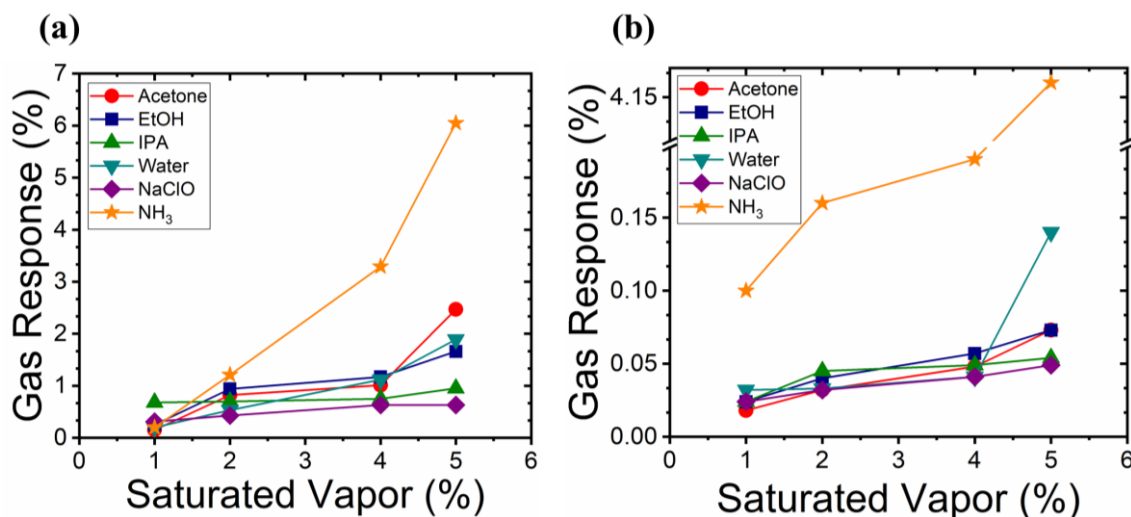 (a)
Gas Response (%)
7
6
5
4
3
2
1
0
Acetone
EtOH
IPA
Water
NaClO
NH₃
0 1 2 3 4 5 6
Saturated Vapor (%)
(b)
Gas Response (%)
4.15
0.15
0.10
0.05
0.00
Acetone
EtOH
IPA
Water
NaClO
NH₃
0 1 2 3 4 5 6
Saturated Vapor (%)